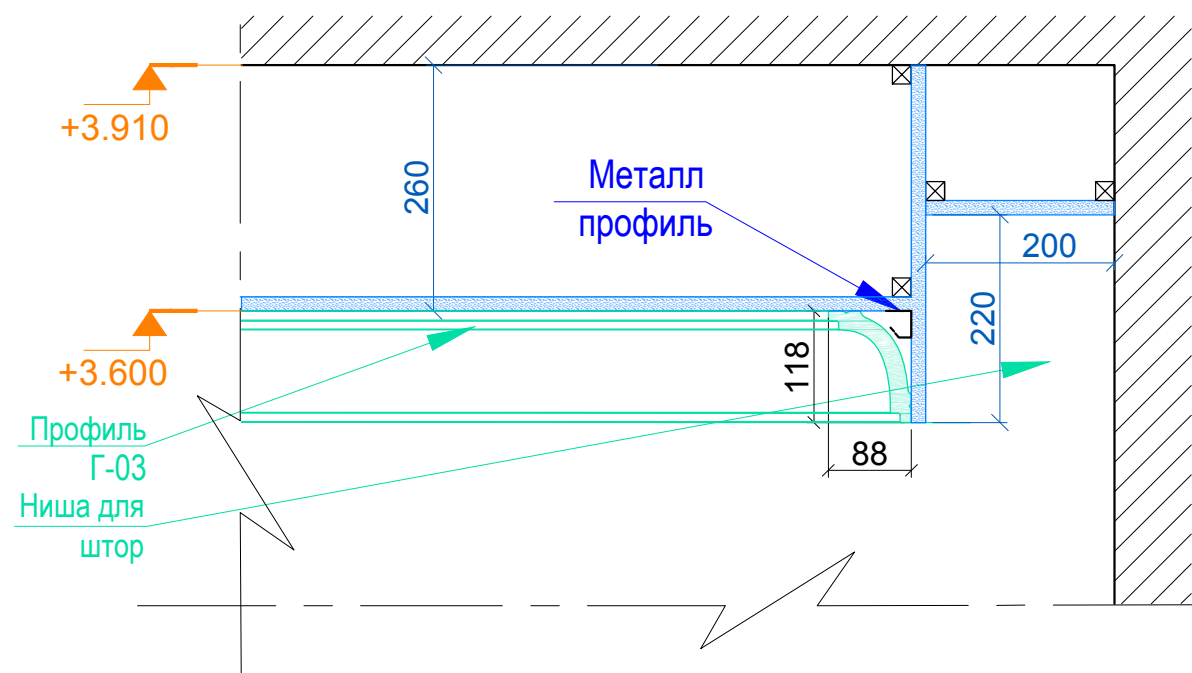 +3.910
260
Металл
профиль
200
220
+3.600
118
Профиль
Г-03
88
Ниша для
штор